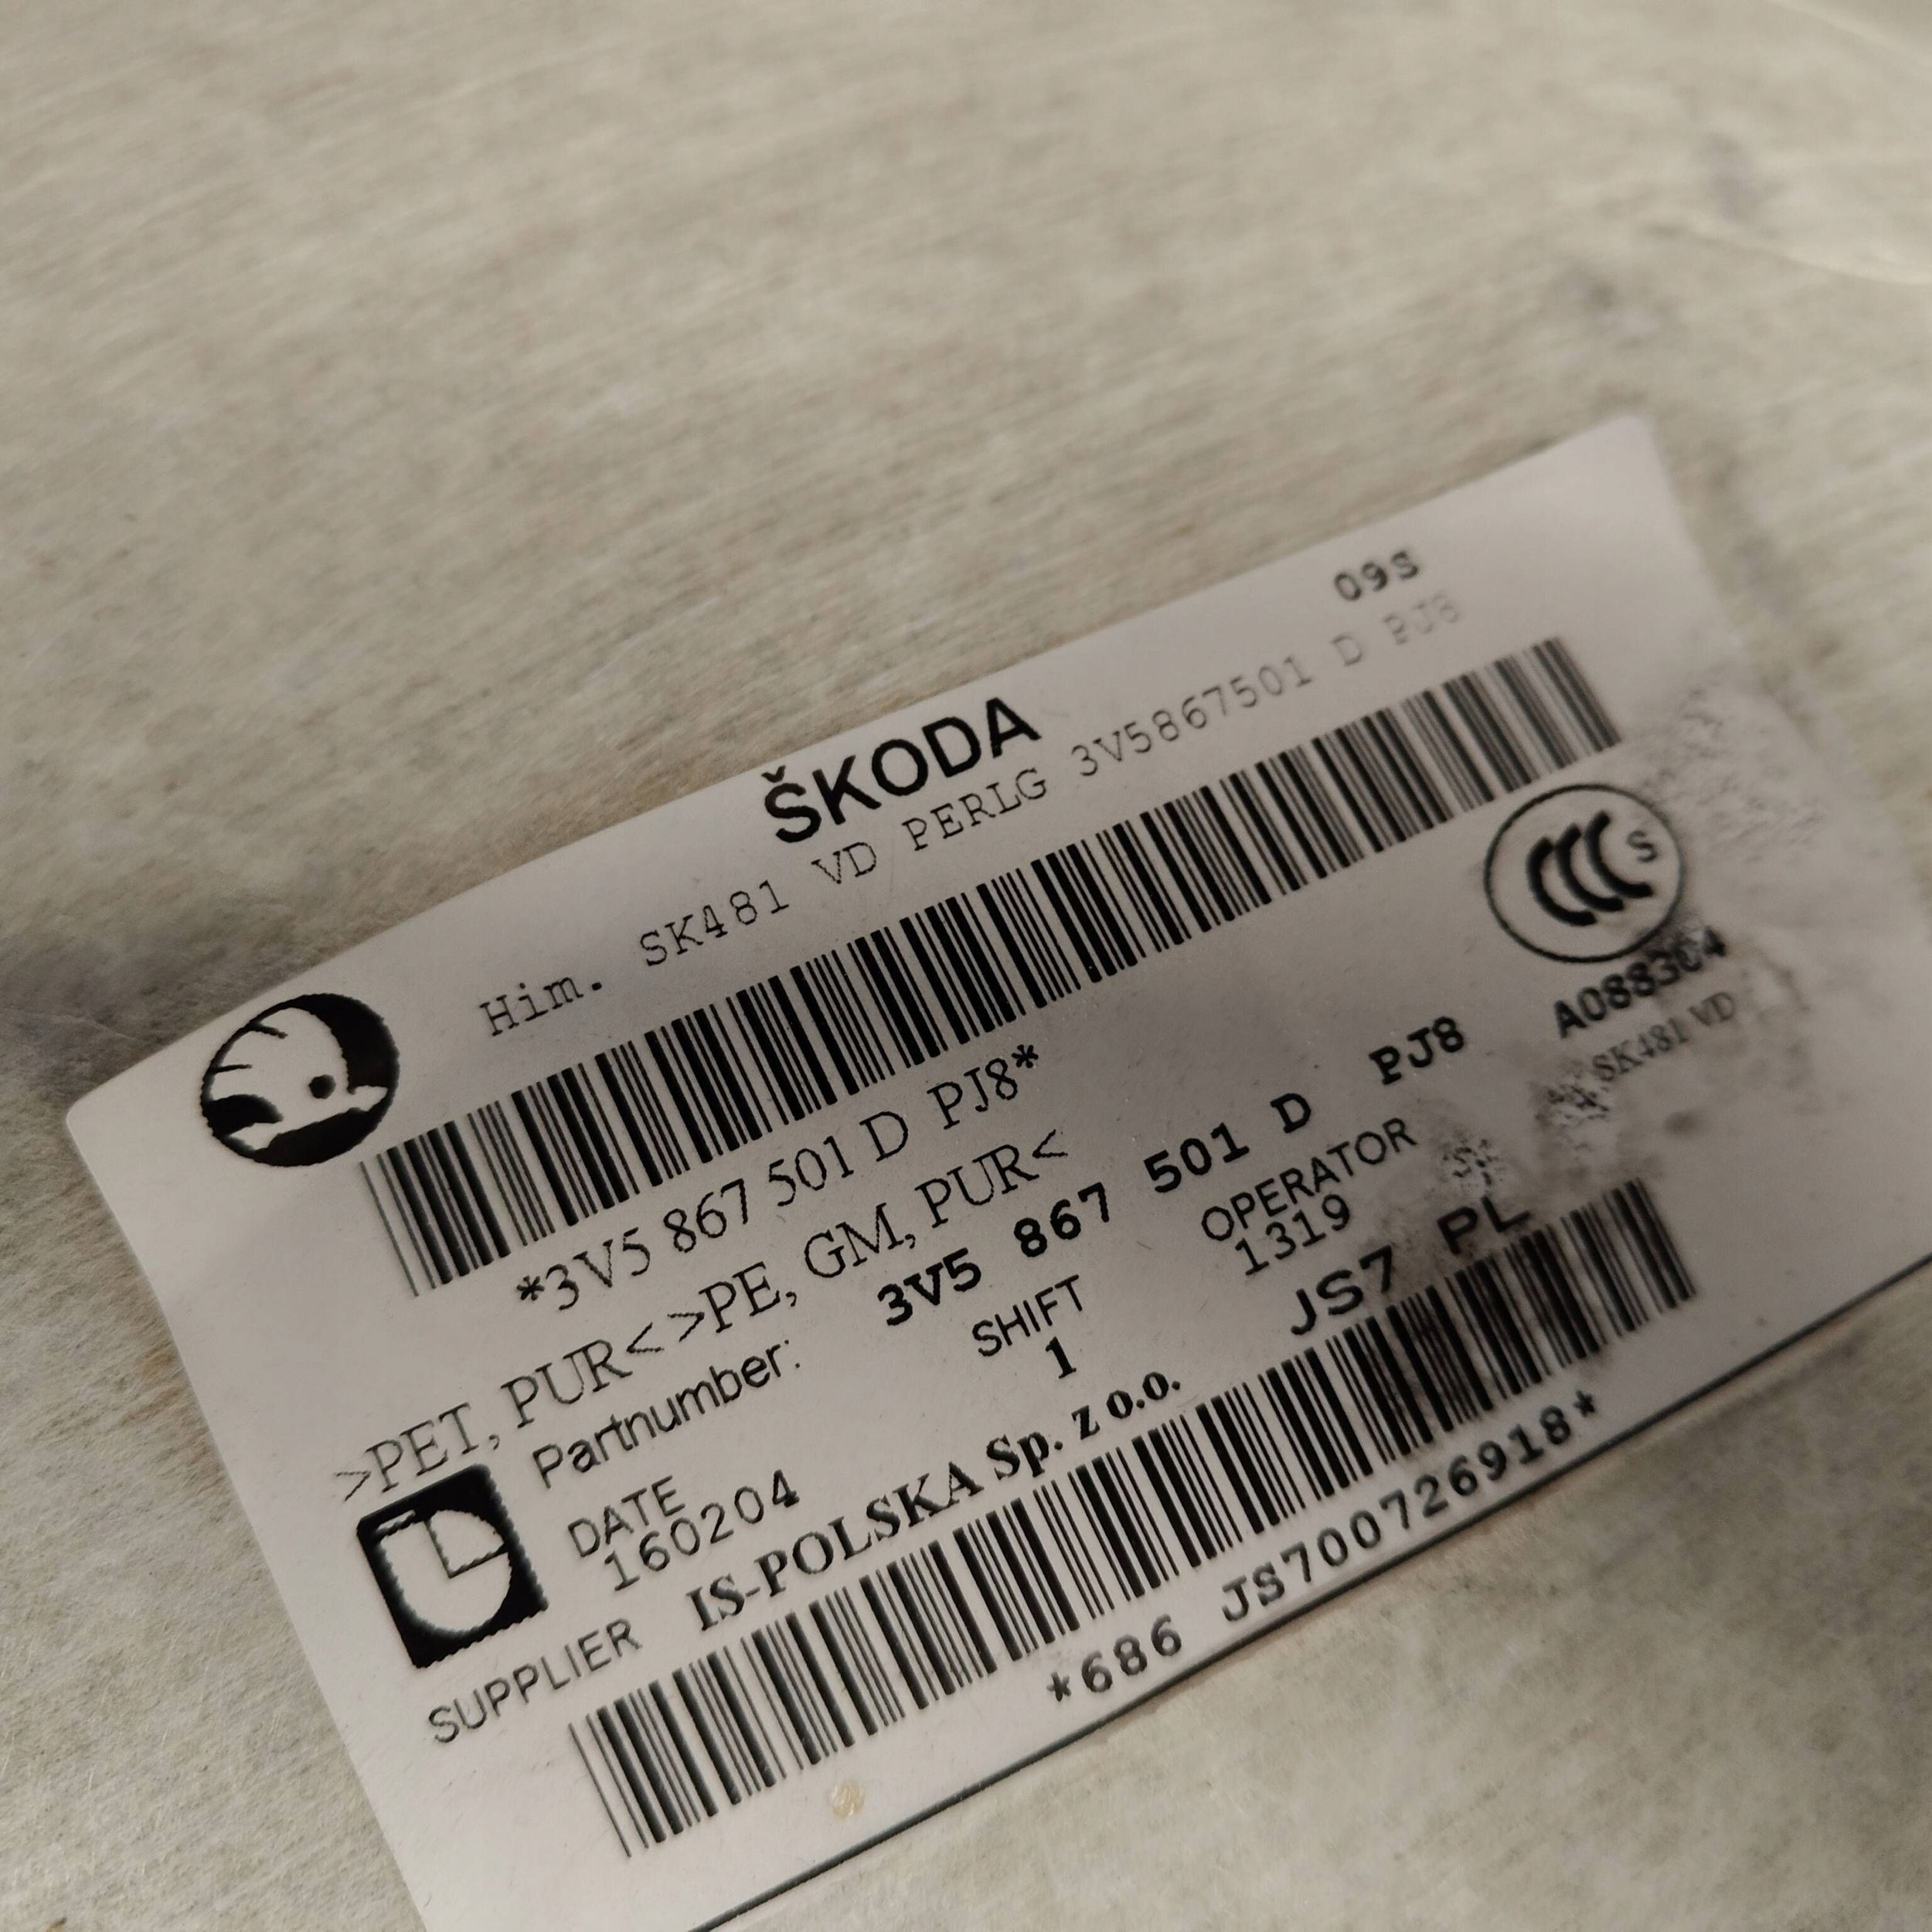 09S
ŠKODA
Him. SK481 VD PERLG 3V5867501 D PJ8
CCC S
*3V5 867 501 D PJ8*
A088304
SK481 VD
>PET, PUR< >PE, GM, PUR<
Partnumber: 3V5 867 501 D PJ8
DATE SHIFT OPERATOR
160204 1 1319
SUPPLIER IS-POLSKA Sp. z o.o. JS7 PL
*686 JS700726918*